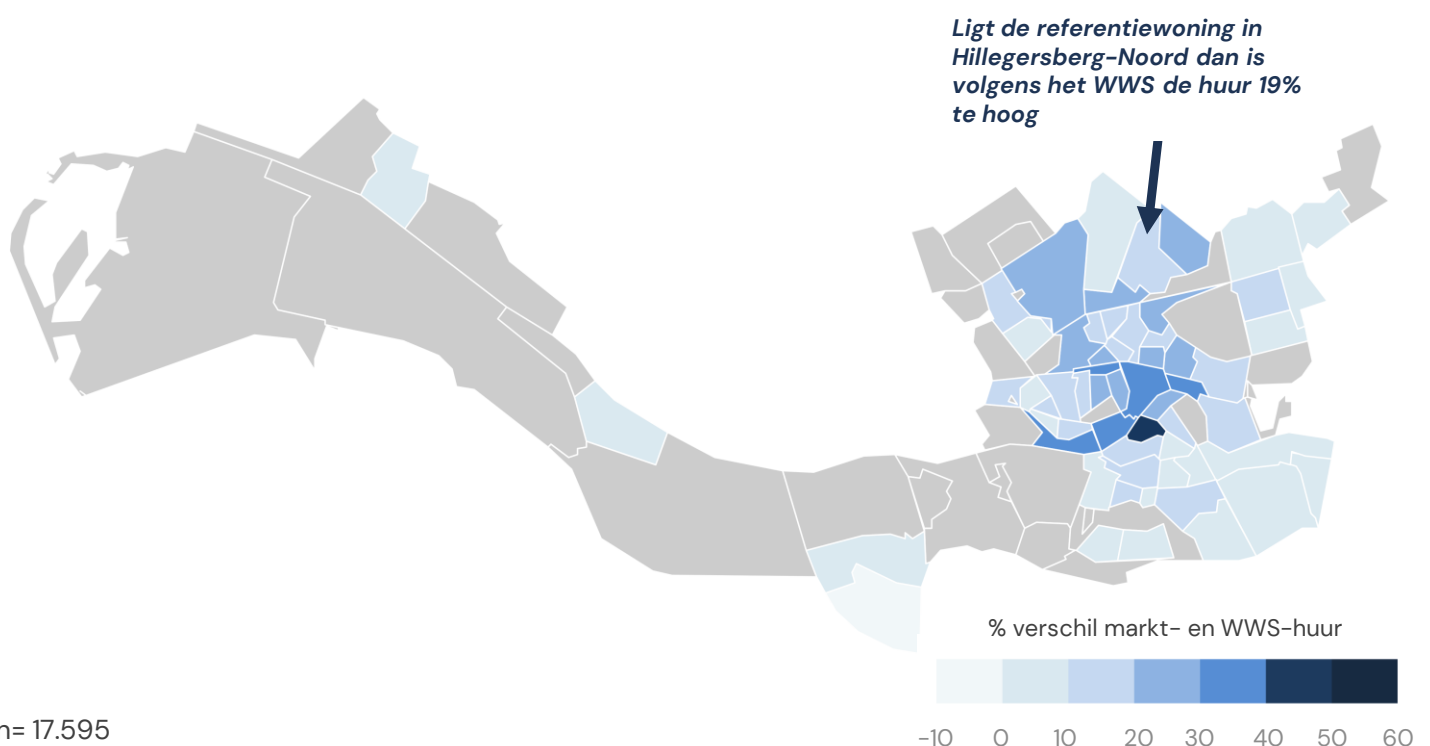 Ligt de referentiewoning in
Hillegersberg-Noord dan is
volgens het WWS de huur 19%
te hoog
% verschil markt- en WWS-huur
-10 0 10 20 30 40 50 60
n= 17.595